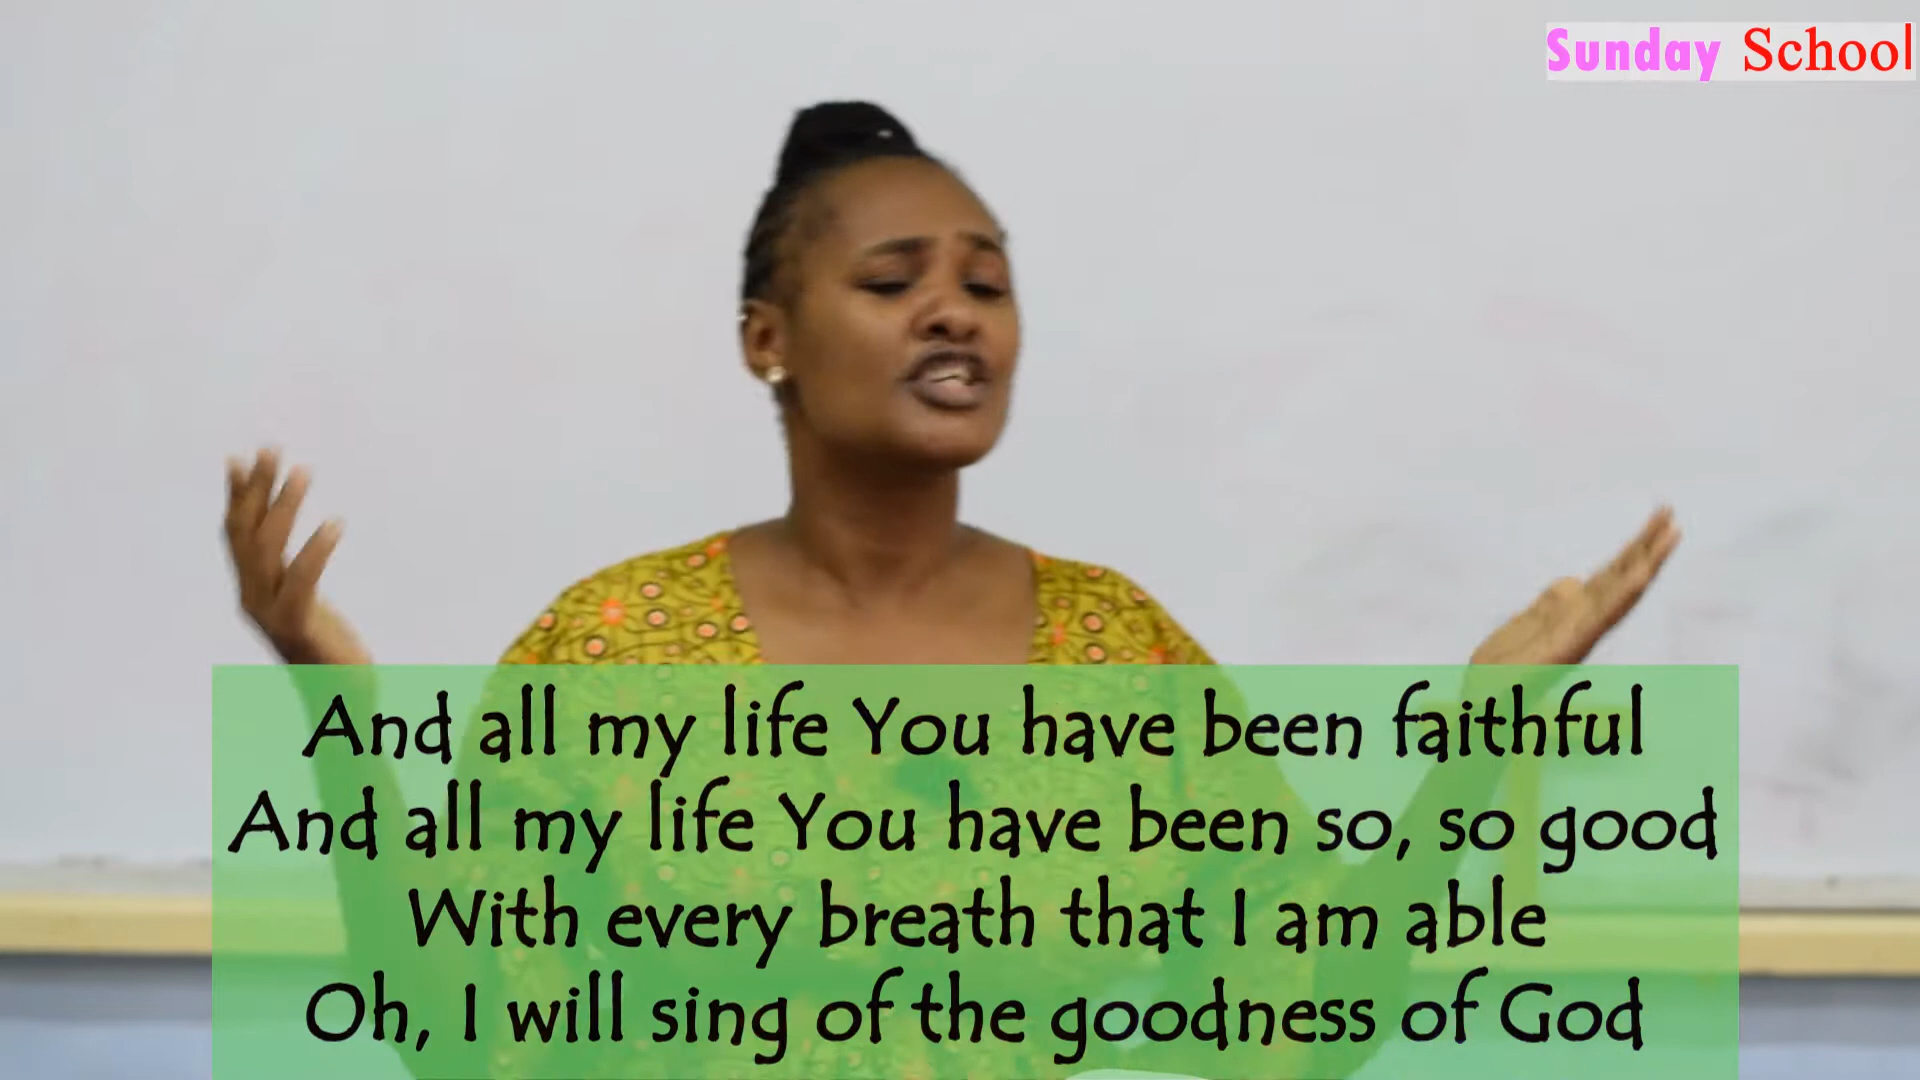 Sunday School
And all my life You have been faithful
And all my life You have been so, so good
With every breath that I am able
Oh, I will sing of the goodness of God